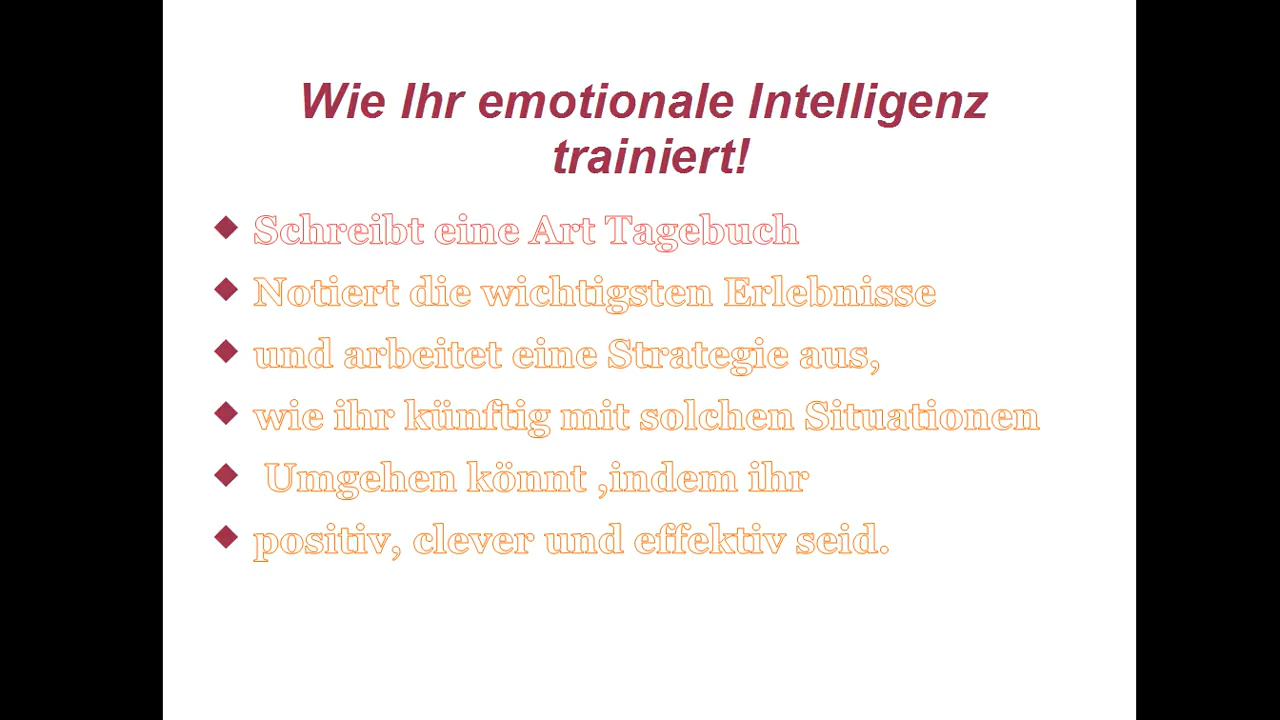 Wie Ihr emotionale Intelligenz
trainiert!
Schreibt eine Art Tagebuch
Notiert die wichtigsten Erlebnisse
und arbeitet eine Strategie aus,
wie ihr künftig mit solchen Situationen
Umgehen könnt ,indem ihr
positiv, clever und effektiv seid.